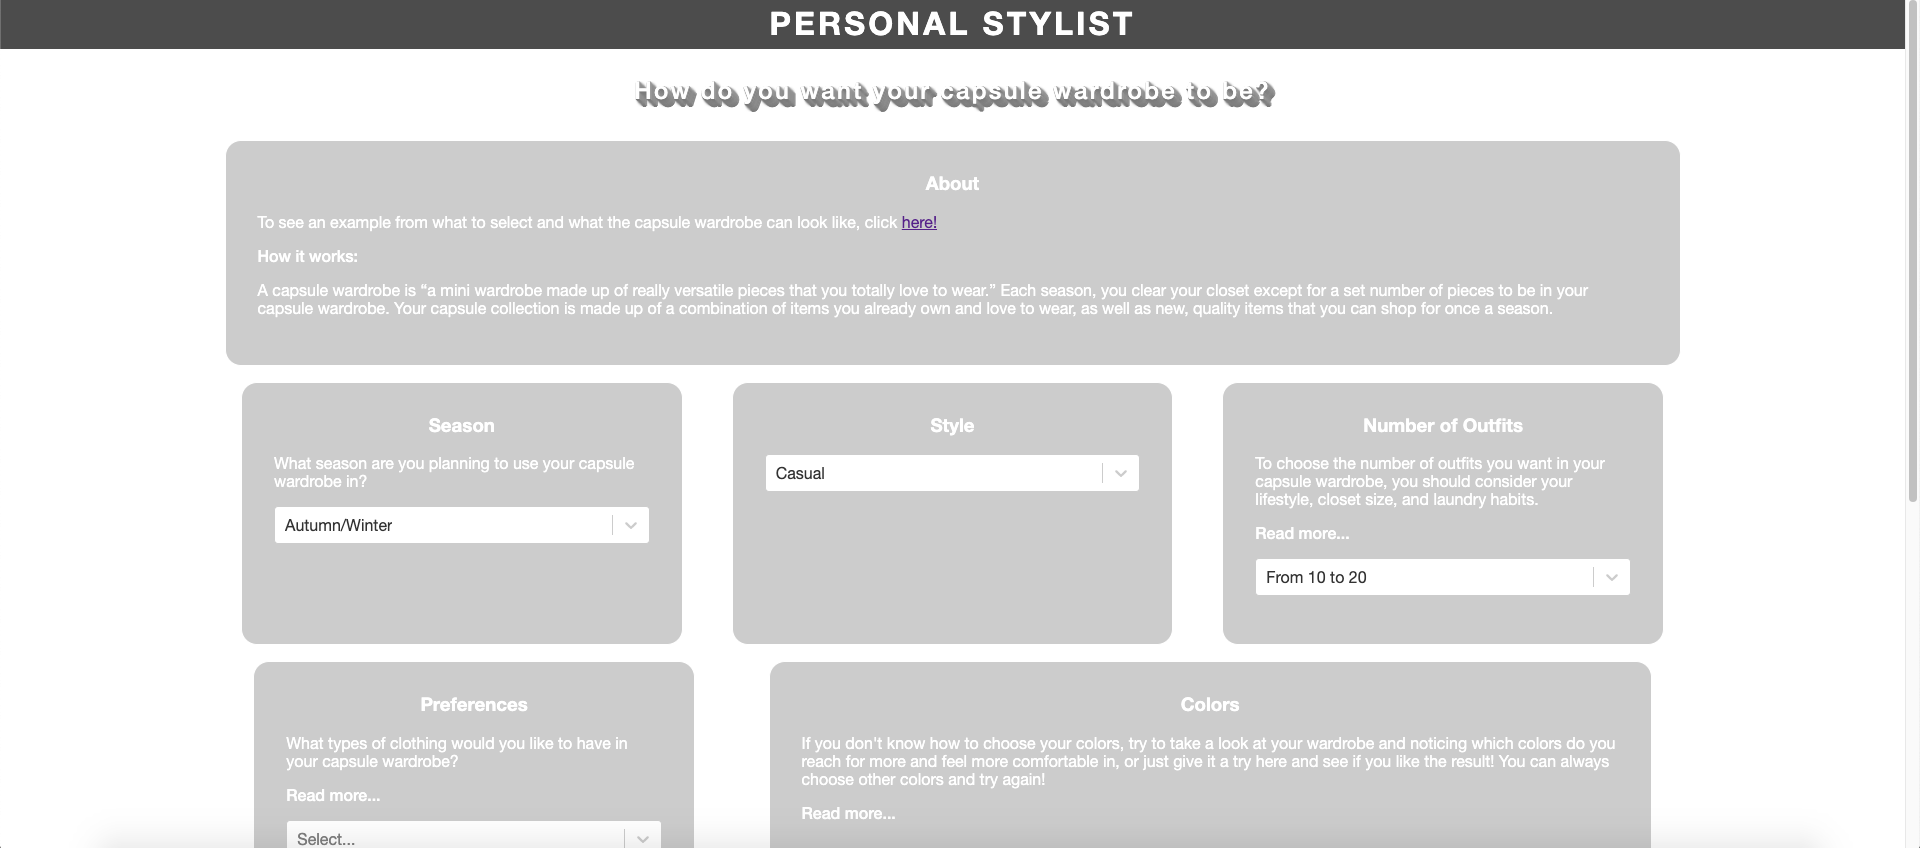 PERSONAL STYLIST
How do you want your capsule wardrobe to be?
About
To see an example from what to select and what the capsule wardrobe can look like, click here!
How it works:
A capsule wardrobe is “a mini wardrobe made up of really versatile pieces that you totally love to wear.” Each season, you clear your closet except for a set number of pieces to be in your
capsule wardrobe. Your capsule collection is made up of a combination of items you already own and love to wear, as well as new, quality items that you can shop for once a season.
Season
What season are you planning to use your capsule
wardrobe in?
Autumn/Winter
Style
Casual
Number of Outfits
To choose the number of outfits you want in your
capsule wardrobe, you should consider your
lifestyle, closet size, and laundry habits.
Read more...
From 10 to 20
Preferences
What types of clothing would you like to have in
your capsule wardrobe?
Read more...
Select...
Colors
If you don't know how to choose your colors, try to take a look at your wardrobe and noticing which colors do you
reach for more and feel more comfortable in, or just give it a try here and see if you like the result! You can always
choose other colors and try again!
Read more...